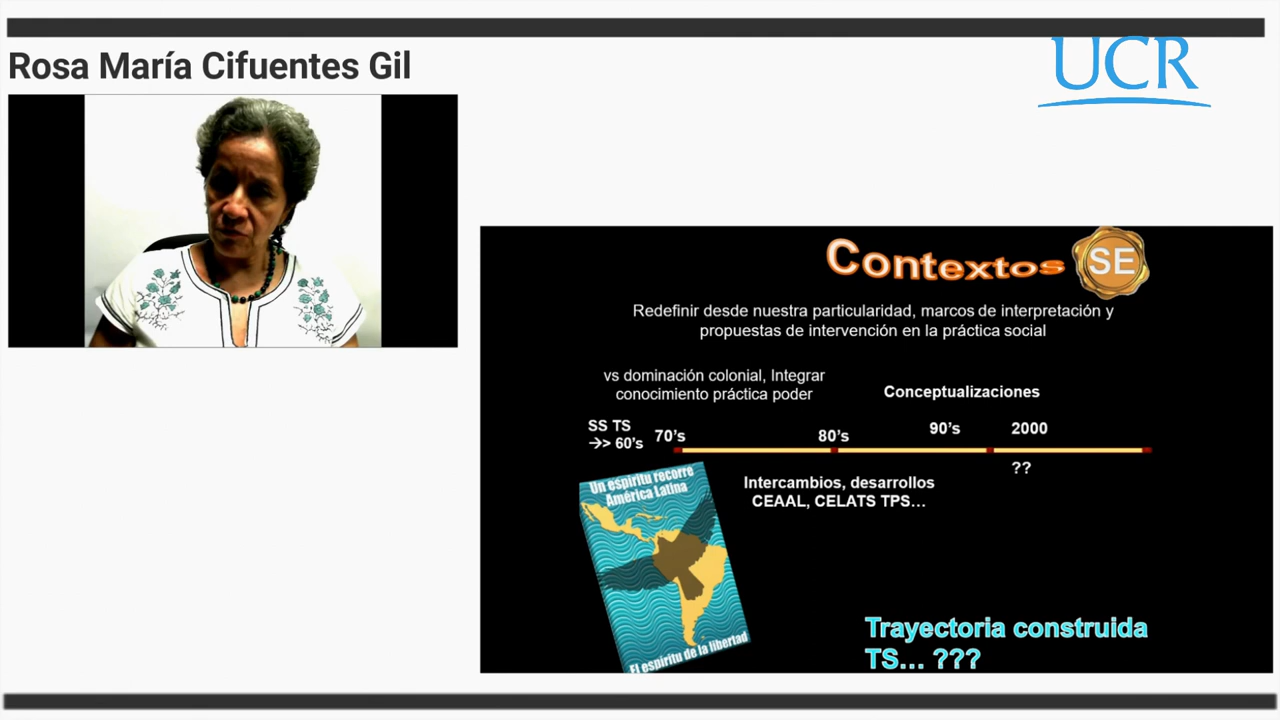 Rosa María Cifuentes Gil
UCR
Contextos SE
Redefinir desde nuestra particularidad, marcos de interpretación y
propuestas de intervención en la práctica social
vs dominación colonial, Integrar
conocimiento práctica poder
Conceptualizaciones
SS TS
→> 60's
70's
80's
90's
2000
??
Intercambios, desarrollos
CEAAL, CELATS TPS…
Un espíritu recorre
América Latina
El espíritu de la libertad
Trayectoria construida
TS… ???